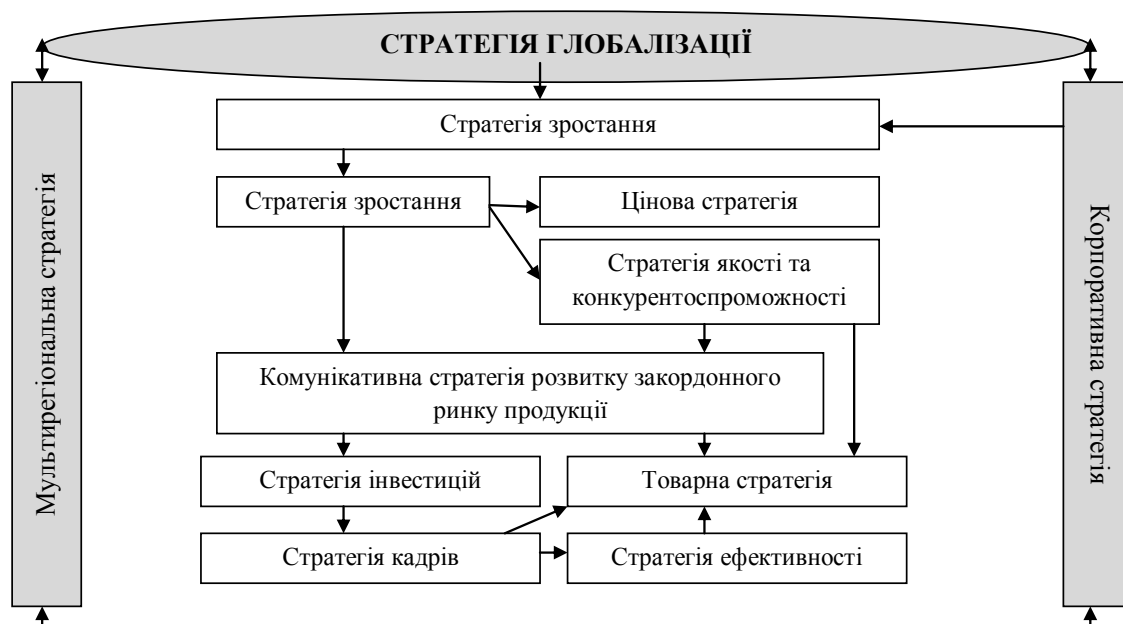 СТРАТЕГІЯ ГЛОБАЛІЗАЦІЇ
Мультирегіональна стратегія
Стратегія зростання
Стратегія зростання
Цінова стратегія
Стратегія якості та
конкурентоспроможності
Комунікативна стратегія розвитку закордонного
ринку продукції
Стратегія інвестицій
Товарна стратегія
Стратегія кадрів
Стратегія ефективності
Корпоративна стратегія